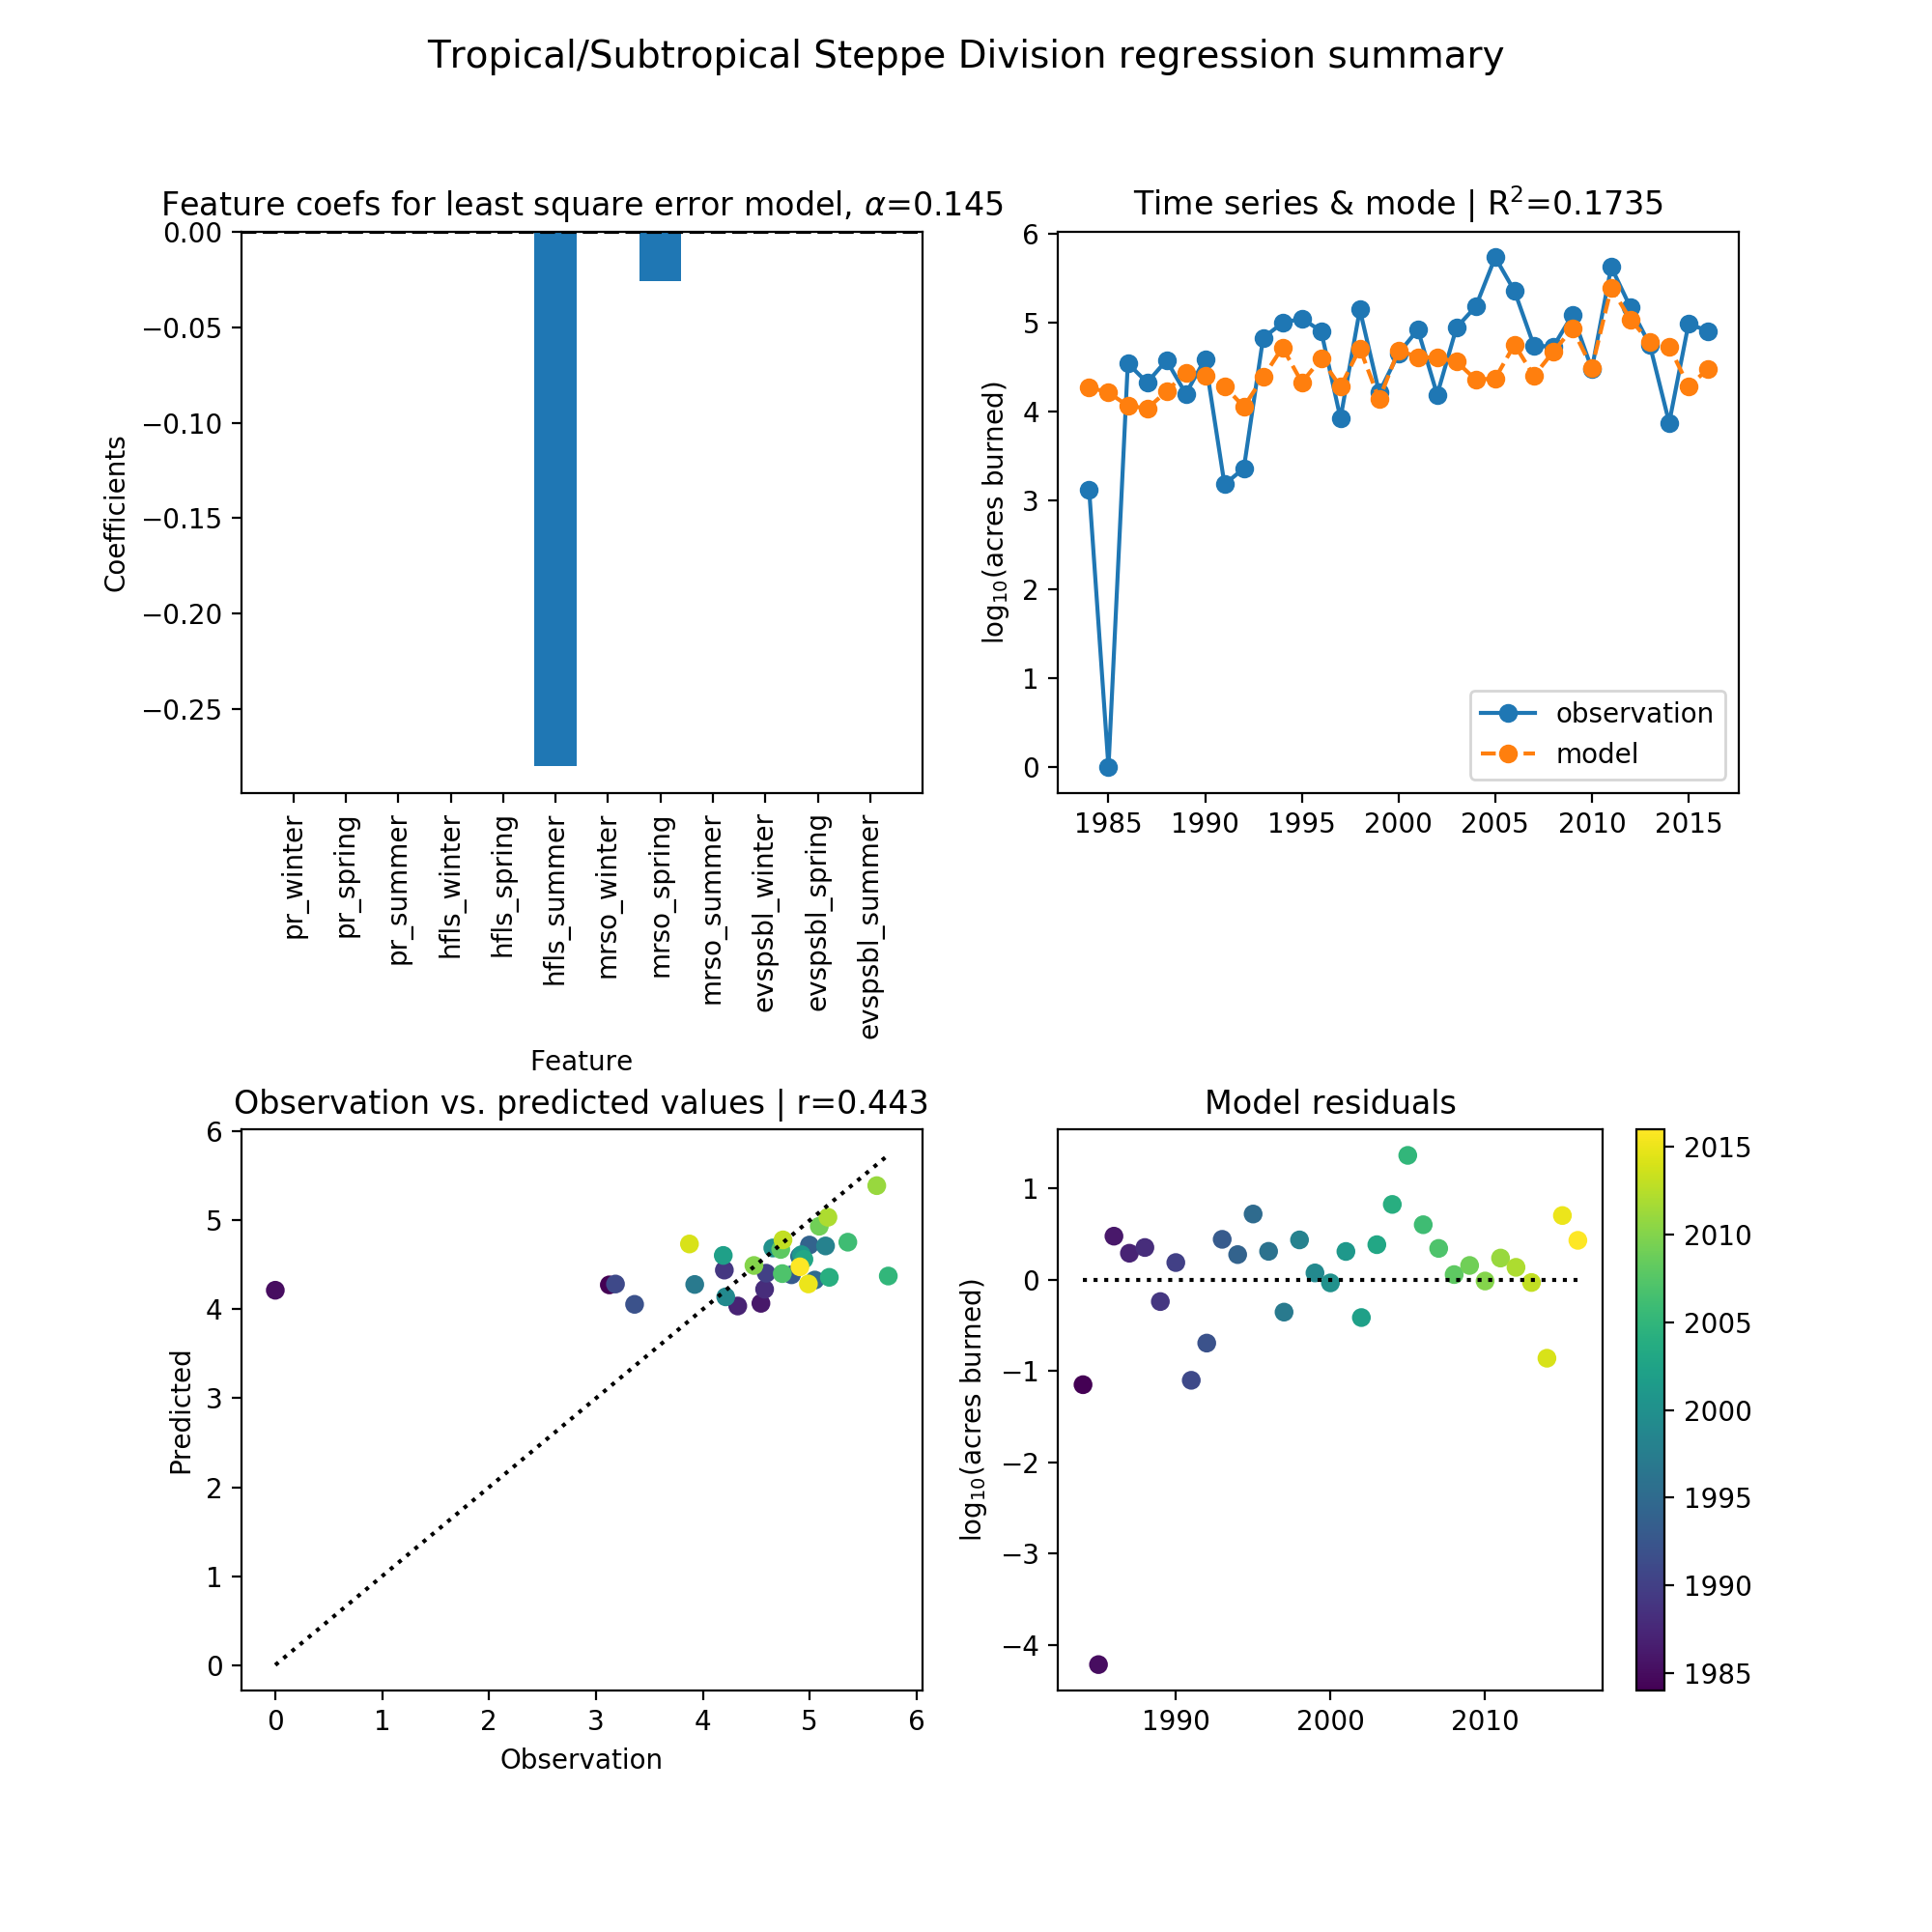 Tropical/Subtropical Steppe Division regression summary
Feature coefs for least square error model, α=0.145
0.00
−0.05
−0.10
−0.15
−0.20
−0.25
Coefficients
pr_winter
pr_spring
pr_summer
hfls_winter
hfls_spring
hfls_summer
mrso_winter
mrso_spring
mrso_summer
evspsbl_winter
evspsbl_spring
evspsbl_summer
Feature
Time series & mode | R²=0.1735
6
5
4
3
2
1
0
log₁₀(acres burned)
observation
model
1985 1990 1995 2000 2005 2010 2015
Observation vs. predicted values | r=0.443
6
5
4
3
2
1
0
Predicted
0 1 2 3 4 5 6
Observation
Model residuals
1
0
−1
−2
−3
−4
log₁₀(acres burned)
1990 2000 2010
2015
2010
2005
2000
1995
1990
1985